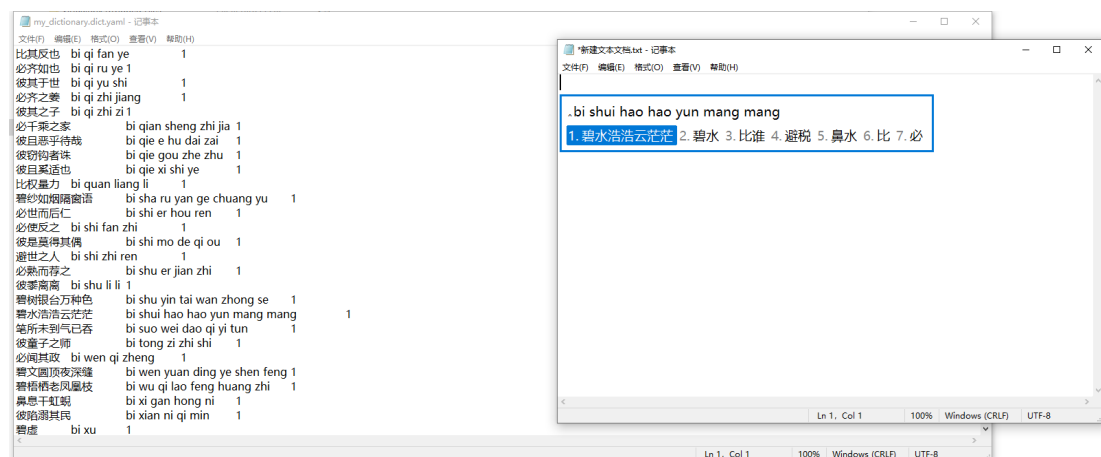 my_dictionary.dict.yaml - 记事本
文件(F) 编辑(E) 格式(O) 查看(V) 帮助(H)
比其反也 bi qi fan ye 1
必齐如也 bi qi ru ye 1
彼其于世 bi qi yu shi 1
必齐之姜 bi qi zhi jiang 1
彼其之子 bi qi zhi zi 1
必千乘之家 bi qian sheng zhi jia 1
彼且恶乎待哉 bi qie e hu dai zai 1
彼窃钩者诛 bi qie gou zhe zhu 1
彼且奚适也 bi qie xi shi ye 1
比权量力 bi quan liang li 1
碧纱如烟隔窗语 bi sha ru yan ge chuang yu 1
必世而后仁 bi shi er hou ren 1
必使反之 bi shi fan zhi 1
彼是莫得其偶 bi shi mo de qi ou 1
避世之人 bi shi zhi ren 1
必熟而荐之 bi shu er jian zhi 1
彼黍离离 bi shu li li 1
碧树银台万种色 bi shu yin tai wan zhong se 1
碧水浩浩云茫茫 bi shui hao hao yun mang mang 1
笔所未到气已吞 bi suo wei dao qi yi tun 1
彼童子之师 bi tong zi zhi shi 1
必闻其政 bi wen qi zheng 1
碧文圆顶夜深缝 bi wen yuan ding ye shen feng 1
碧梧栖老凤凰枝 bi wu qi lao feng huang zhi 1
鼻息干虹蜺 bi xi gan hong ni 1
彼陷溺其民 bi xian ni qi min 1
碧虚 bi xu 1
Ln 1, Col 1 100% Windows (CRLF) UTF-8
*新建文本文档.txt - 记事本
文件(F) 编辑(E) 格式(O) 查看(V) 帮助(H)
‸bi shui hao hao yun mang mang
1. 碧水浩浩云茫茫 2. 碧水 3. 比谁 4. 避税 5. 鼻水 6. 比 7. 必
Ln 1, Col 1 100% Windows (CRLF) UTF-8